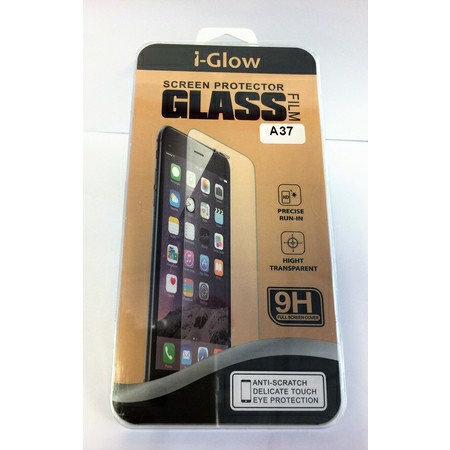 i-Glow
SCREEN PROTECTOR
GLASS
FILM
A37
HD
PRECISE
RUN-IN
HIGHT
TRANSPARENT
9H
FULL SCREEN COVER
ANTI-SCRATCH
DELICATE TOUCH
EYE PROTECTION